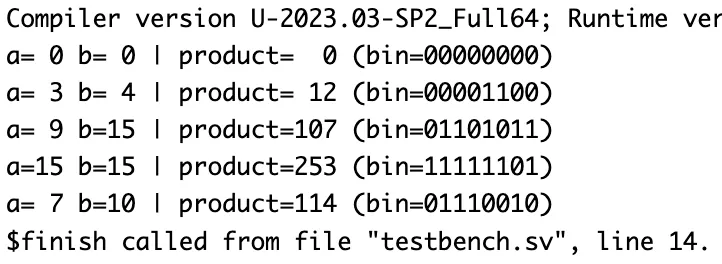 Compiler version U-2023.03-SP2_Full64; Runtime ver
a= 0 b= 0 | product=  0 (bin=00000000)
a= 3 b= 4 | product= 12 (bin=00001100)
a= 9 b=15 | product=107 (bin=01101011)
a=15 b=15 | product=253 (bin=11111101)
a= 7 b=10 | product=114 (bin=01110010)
$finish called from file "testbench.sv", line 14.